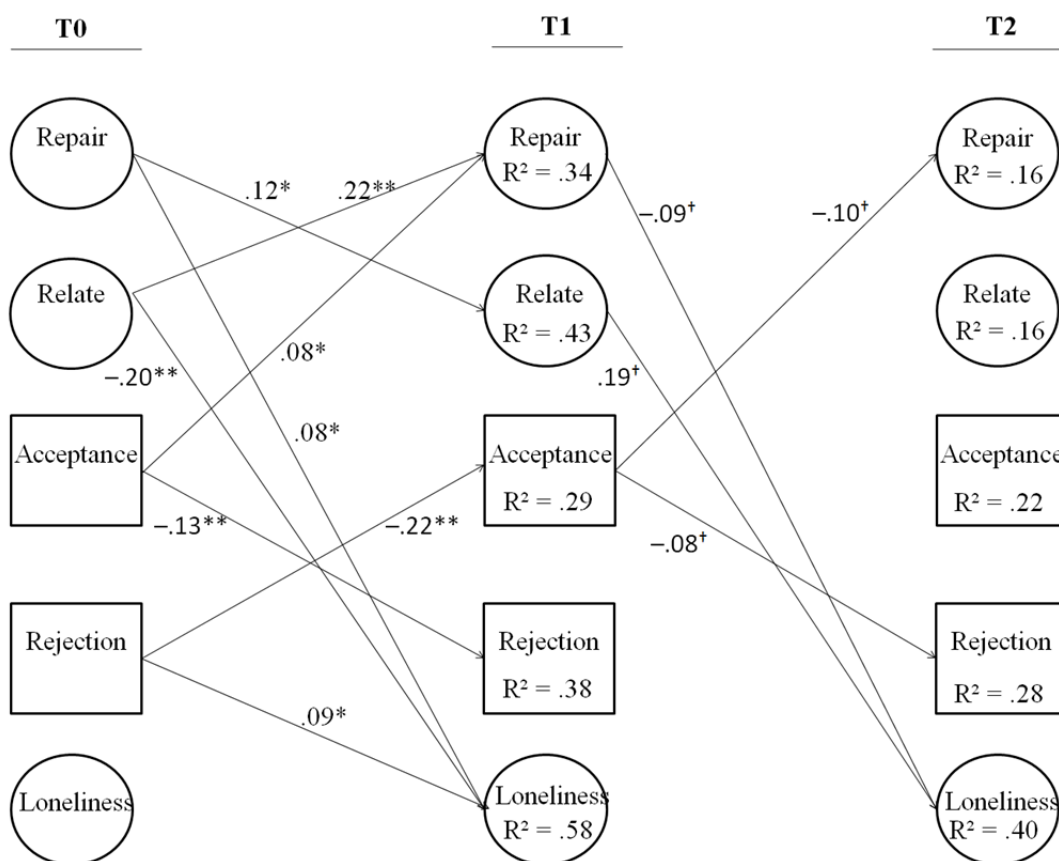 T0
T1
T2
Repair
Repair
R² = .34
Repair
R² = .16
.12*
.22**
−.09†
−.10†
Relate
Relate
R² = .43
Relate
R² = .16
.08*
−.20**
.19†
.08*
Acceptance
Acceptance
R² = .29
Acceptance
R² = .22
−.13**
−.22**
−.08†
Rejection
Rejection
R² = .38
Rejection
R² = .28
.09*
Loneliness
Loneliness
R² = .58
Loneliness
R² = .40